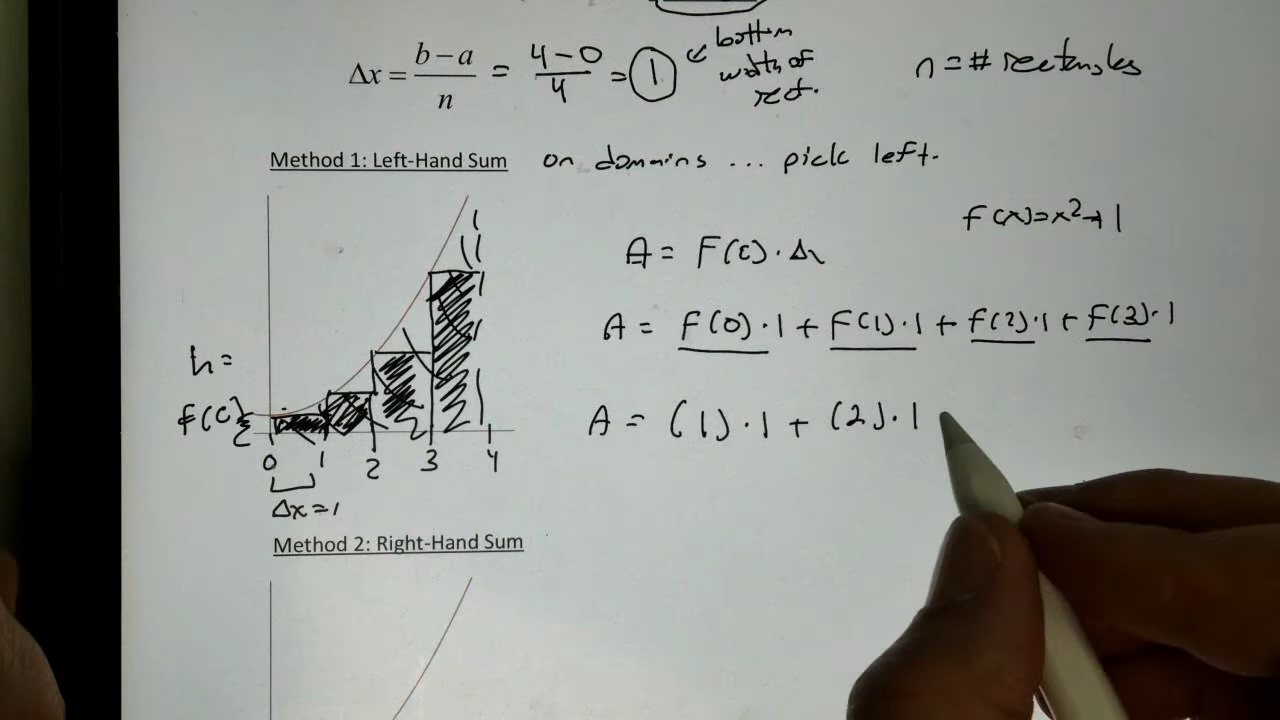 Δx = b-a / n = 4-0 / 4 = 1 ↙ bottom
width of
rect.
n = # rectangles
Method 1: Left-Hand Sum on domains ... pick left.
f(x)=x²+1
A = F(c)·Δx
A = F(0)·1 + F(1)·1 + f(2)·1 + f(3)·1
h =
f(c) {
A = (1)·1 + (2)·1
0 1 2 3 4
Δx=1
Method 2: Right-Hand Sum